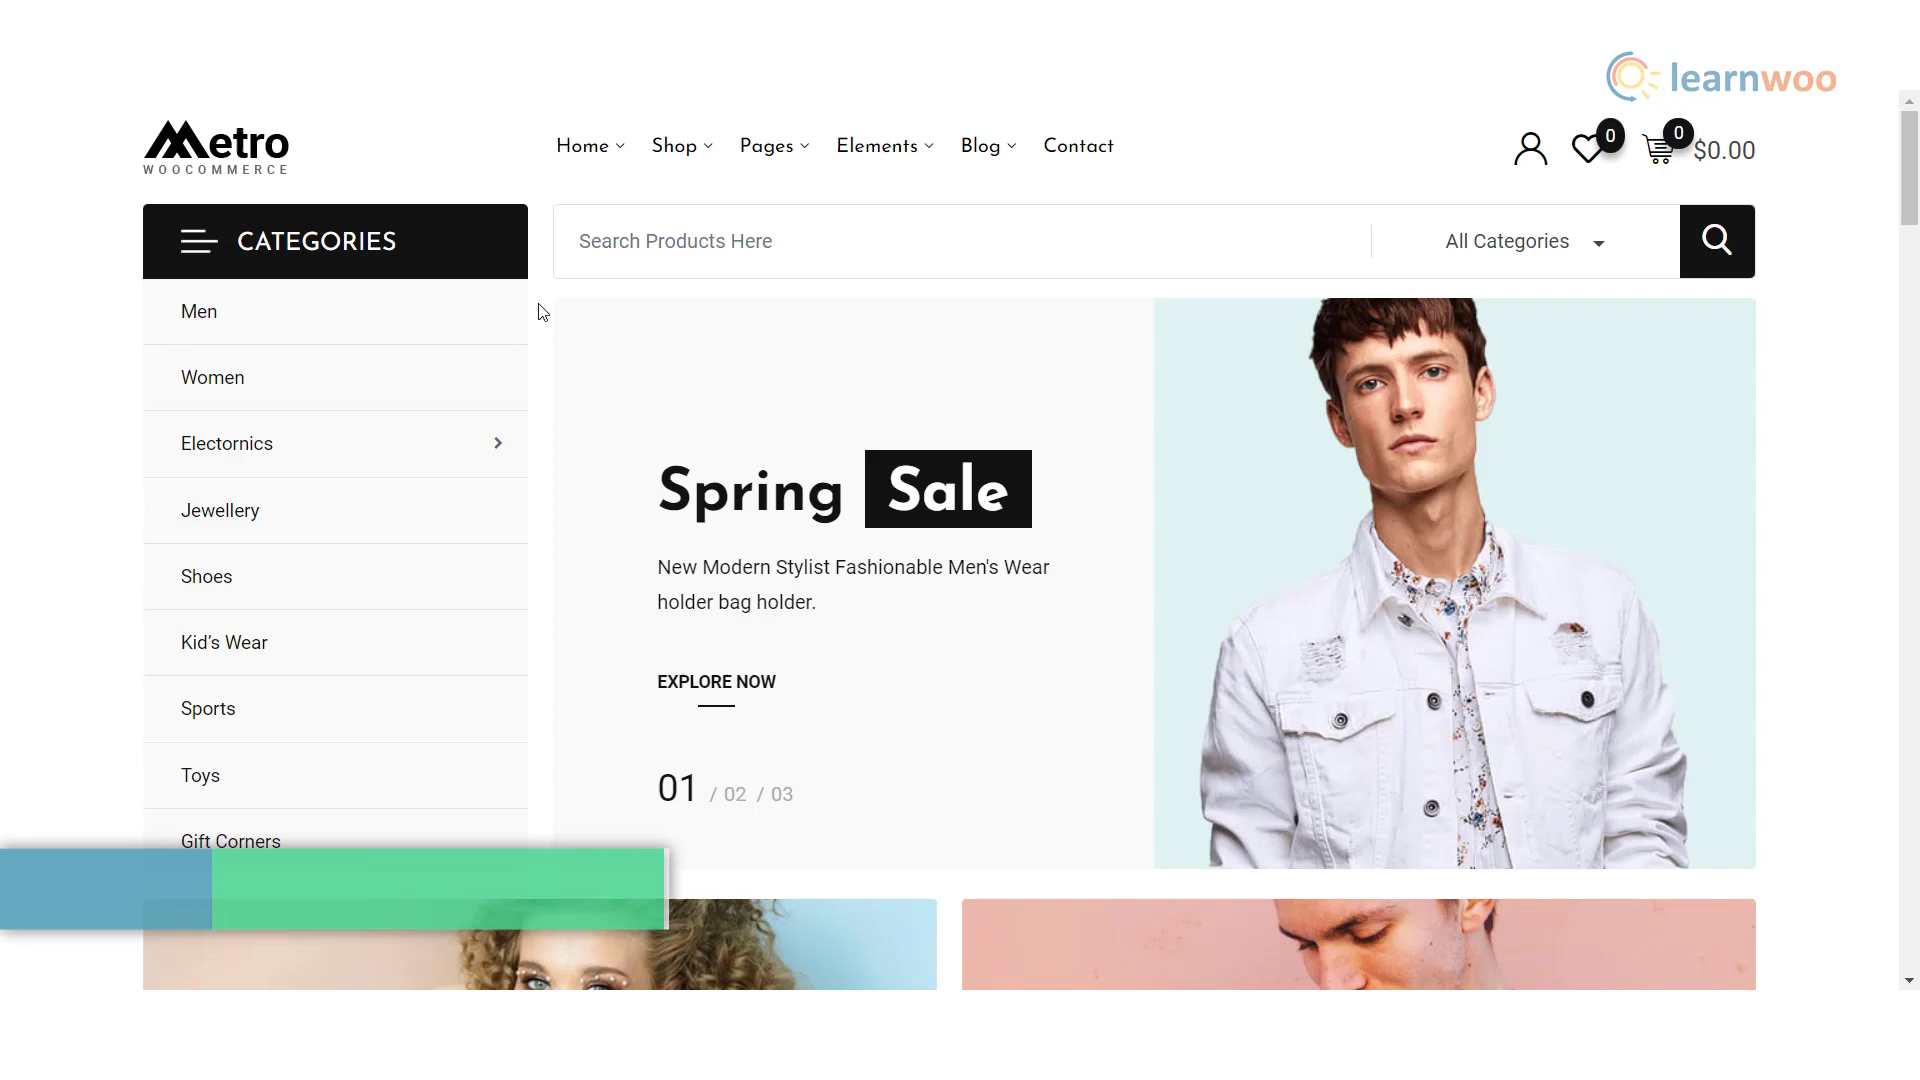 learnwoo
Metro
WOOCOMMERCE
Home Shop Pages Elements Blog Contact
0
0
$0.00
CATEGORIES
Search Products Here
All Categories
Men
Women
Electornics
Jewellery
Shoes
Kid’s Wear
Sports
Toys
Gift Corners
Spring Sale
New Modern Stylist Fashionable Men's Wear
holder bag holder.
EXPLORE NOW
01 / 02 / 03